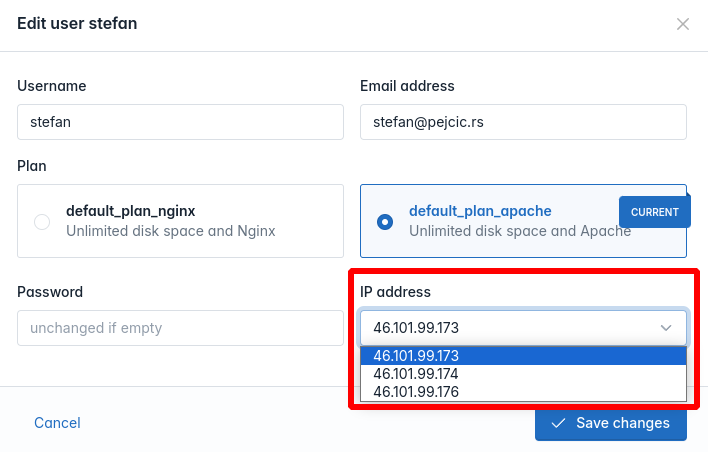 Edit user stefan
Username
Email address
stefan
stefan@pejcic.rs
Plan
default_plan_nginx
Unlimited disk space and Nginx
default_plan_apache
Unlimited disk space and Apache
CURRENT
Password
IP address
unchanged if empty
46.101.99.173
46.101.99.173
46.101.99.174
46.101.99.176
Cancel
Save changes